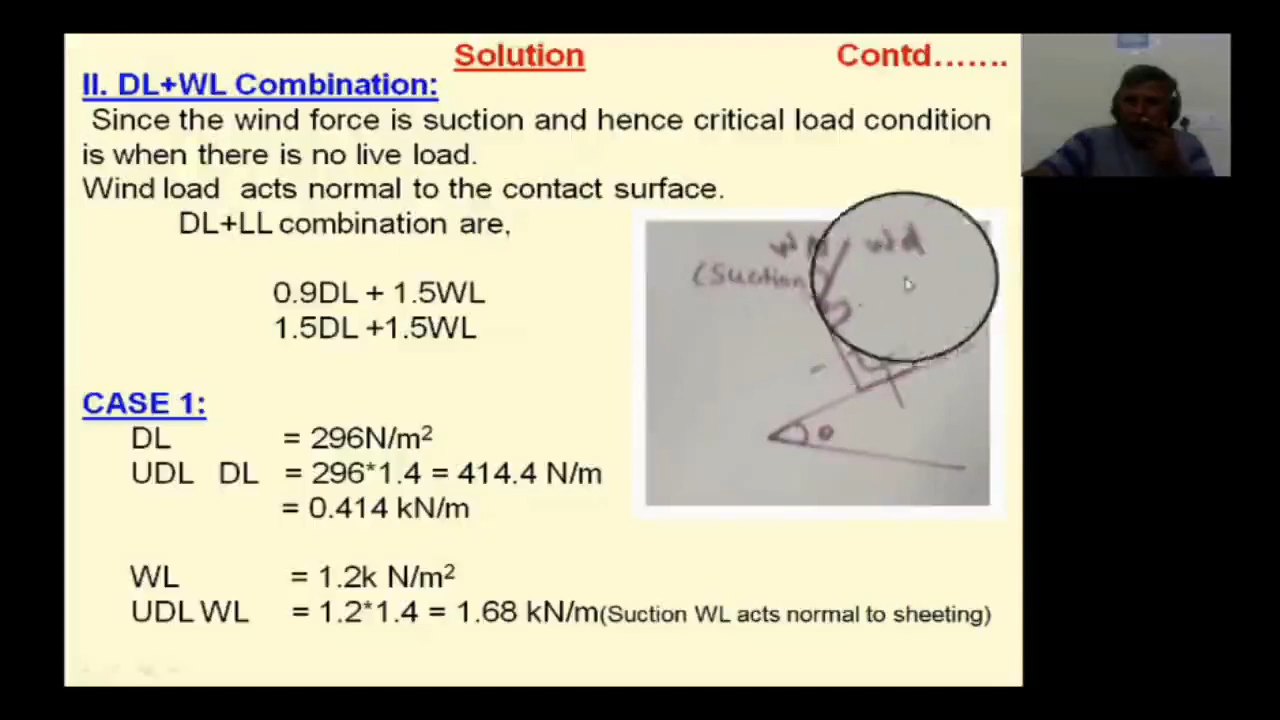 Solution Contd.......
II. DL+WL Combination:
Since the wind force is suction and hence critical load condition
is when there is no live load.
Wind load acts normal to the contact surface.
DL+LL combination are,
0.9DL + 1.5WL
1.5DL +1.5WL
(Suction
θ
CASE 1:
DL = 296N/m²
UDL DL = 296*1.4 = 414.4 N/m
= 0.414 kN/m
WL = 1.2k N/m²
UDL WL = 1.2*1.4 = 1.68 kN/m(Suction WL acts normal to sheeting)